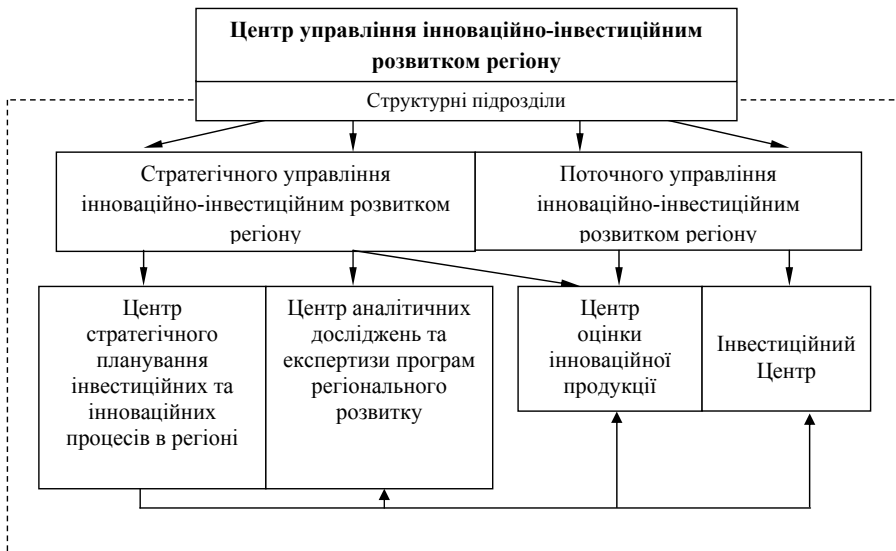 Центр управління інноваційно-інвестиційним
розвитком регіону
Структурні підрозділи
Стратегічного управління
інноваційно-інвестиційним розвитком
регіону
Поточного управління
інноваційно-інвестиційним
розвитком регіону
Центр
стратегічного
планування
інвестиційних та
інноваційних
процесів в регіоні
Центр аналітичних
досліджень та
експертизи програм
регіонального
розвитку
Центр
оцінки
інноваційної
продукції
Інвестиційний
Центр